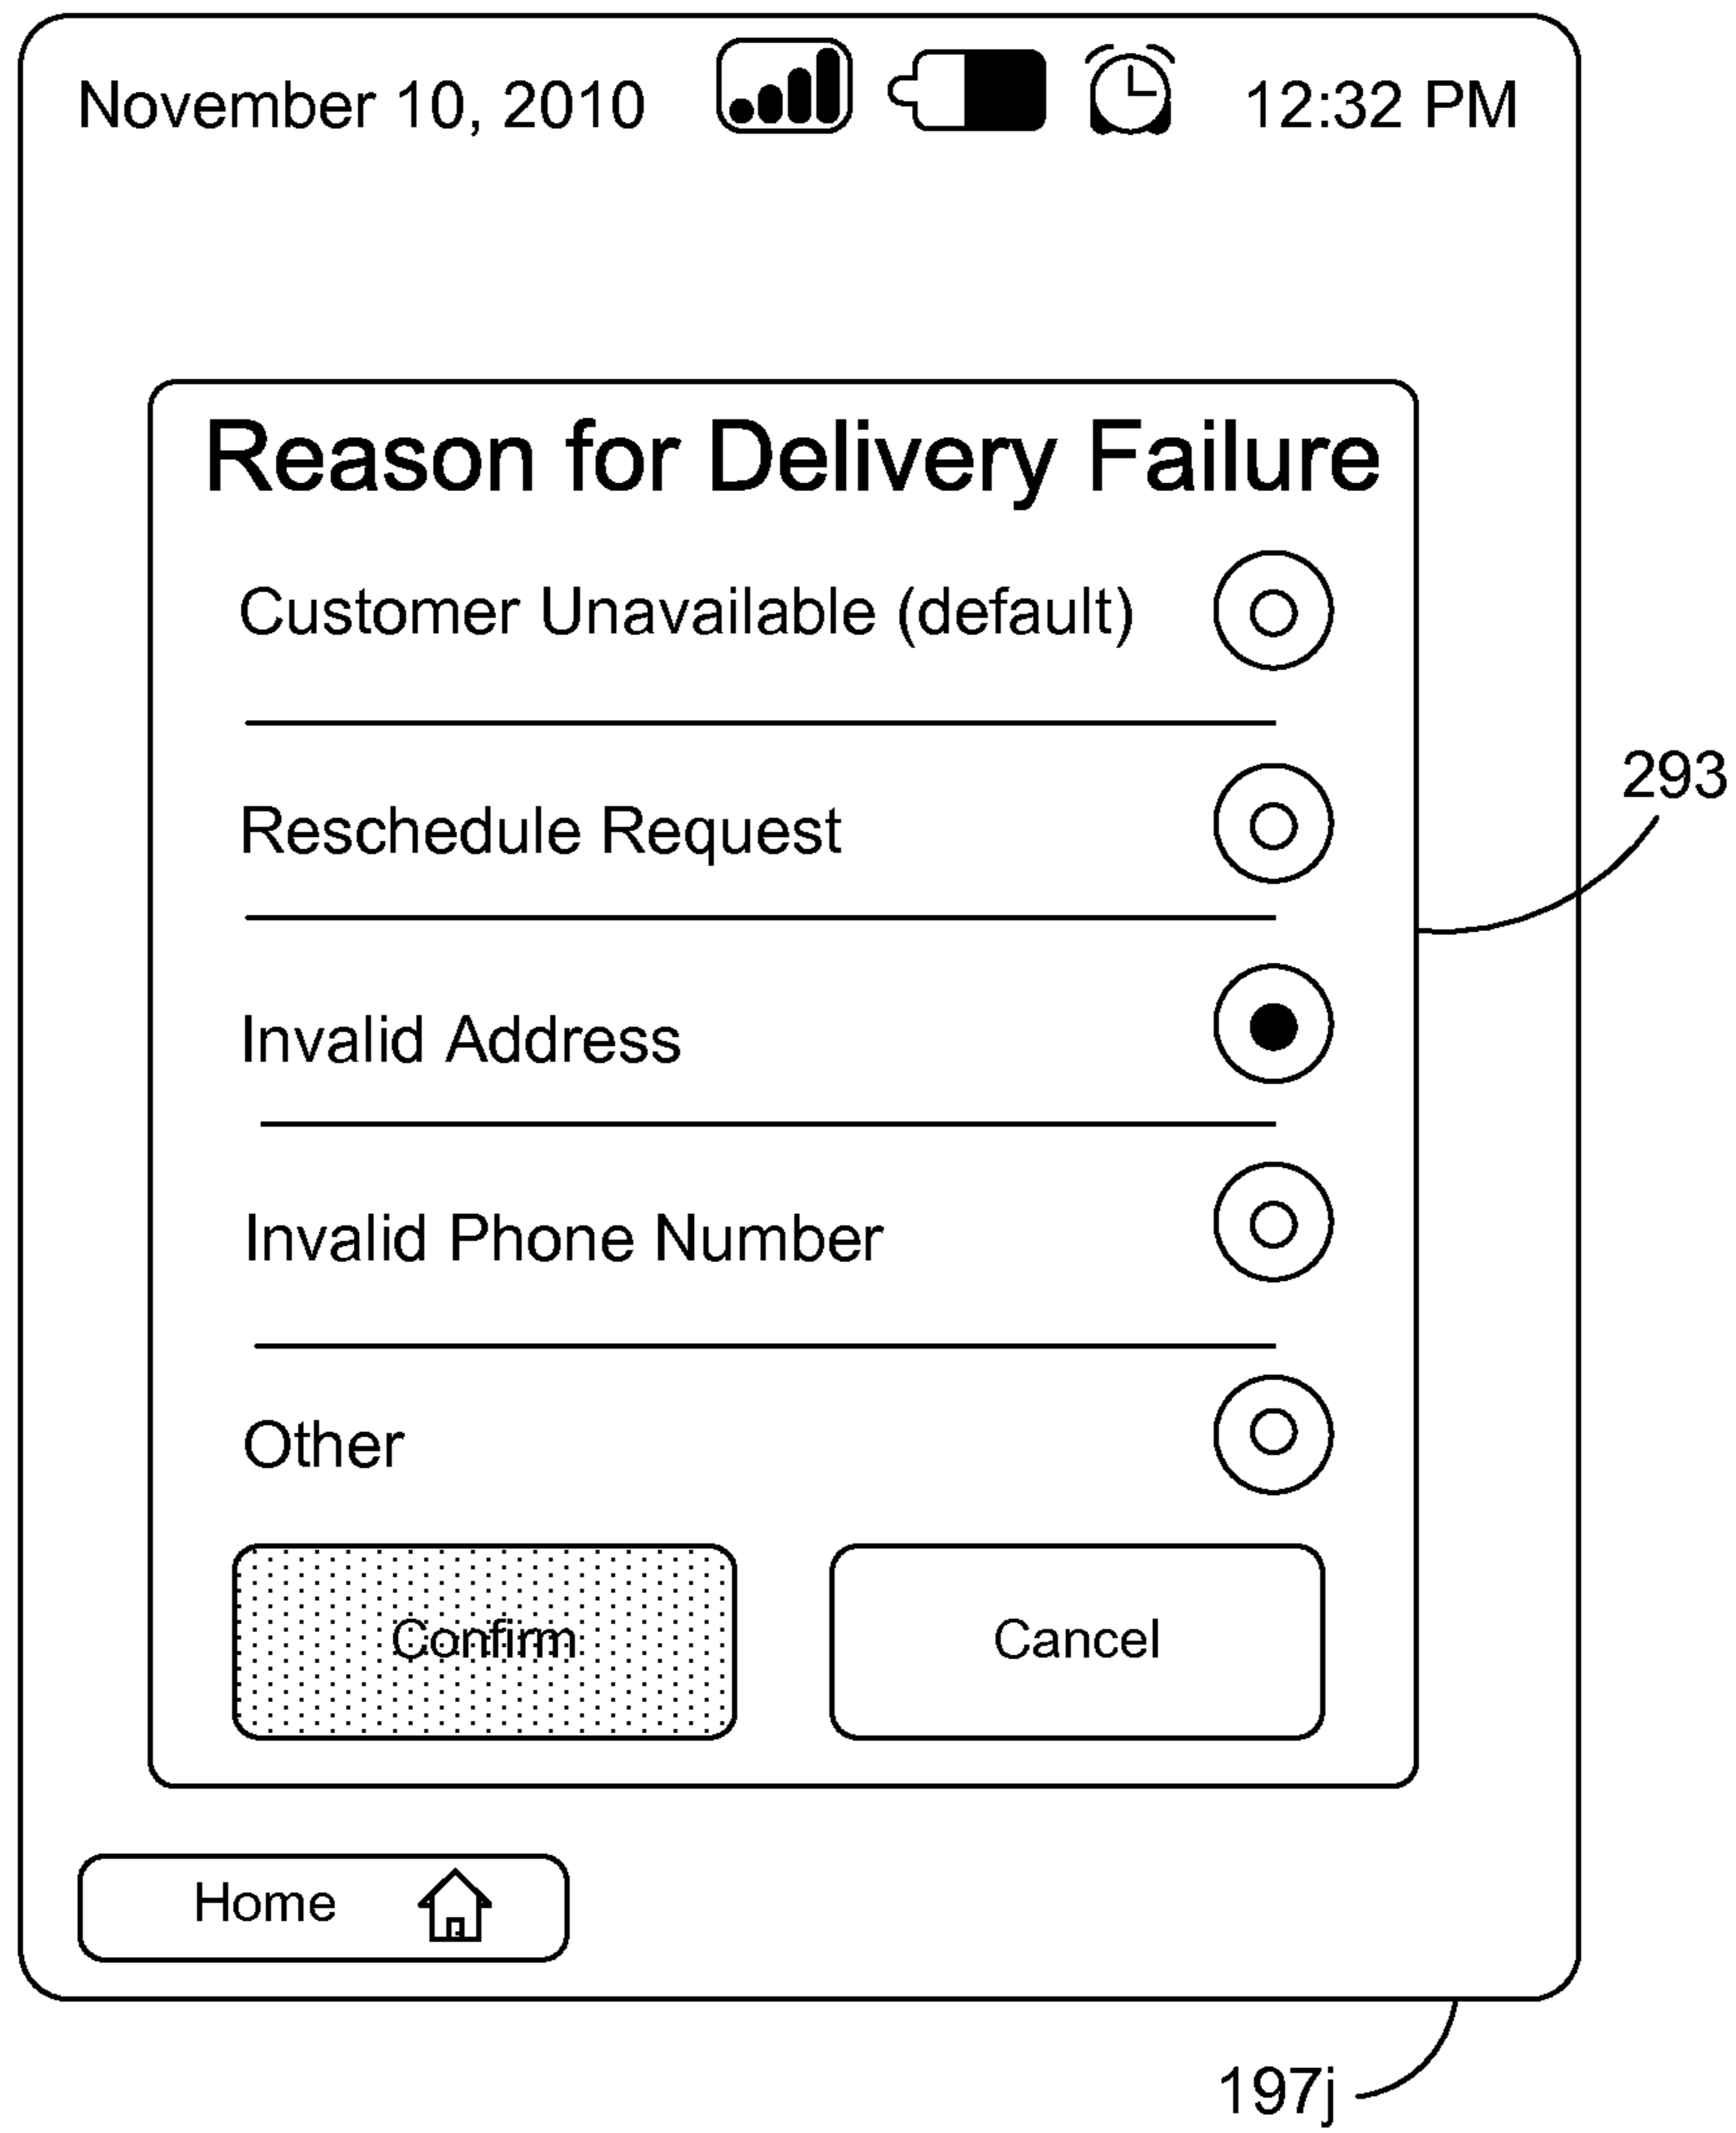 November 10, 2010 12:32 PM
Reason for Delivery Failure
Customer Unavailable (default)
Reschedule Request
293
Invalid Address
Invalid Phone Number
Other
Confirm Cancel
Home
197j